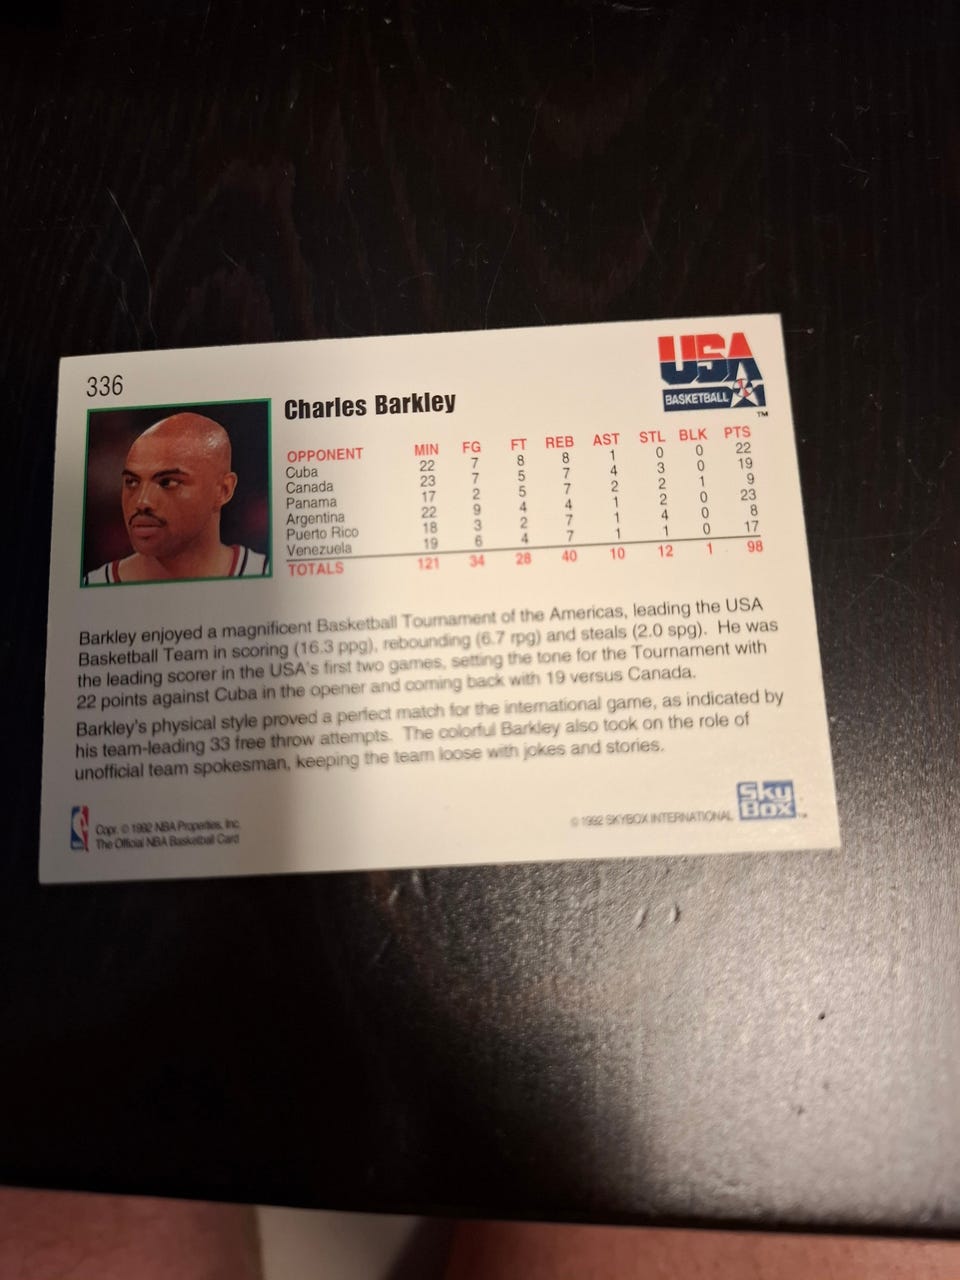 336
USA
BASKETBALL
TM
Charles Barkley
OPPONENT MIN FG FT REB AST STL BLK PTS
Cuba 22 7 8 8 1 0 0 22
Canada 23 7 5 7 4 3 0 19
Panama 17 2 5 7 2 2 1 9
Argentina 22 9 4 4 1 2 0 23
Puerto Rico 18 3 2 7 1 4 0 8
Venezuela 19 6 4 7 1 1 0 17
TOTALS 121 34 28 40 10 12 1 98
Barkley enjoyed a magnificent Basketball Tournament of the Americas, leading the USA
Basketball Team in scoring (16.3 ppg), rebounding (6.7 rpg) and steals (2.0 spg). He was
the leading scorer in the USA's first two games, setting the tone for the Tournament with
22 points against Cuba in the opener and coming back with 19 versus Canada.
Barkley's physical style proved a perfect match for the international game, as indicated by
his team-leading 33 free throw attempts. The colorful Barkley also took on the role of
unofficial team spokesman, keeping the team loose with jokes and stories.
Copr. © 1992 NBA Properties, Inc.
The Official NBA Basketball Card
© 1992 SKYBOX INTERNATIONAL
Sky
Box